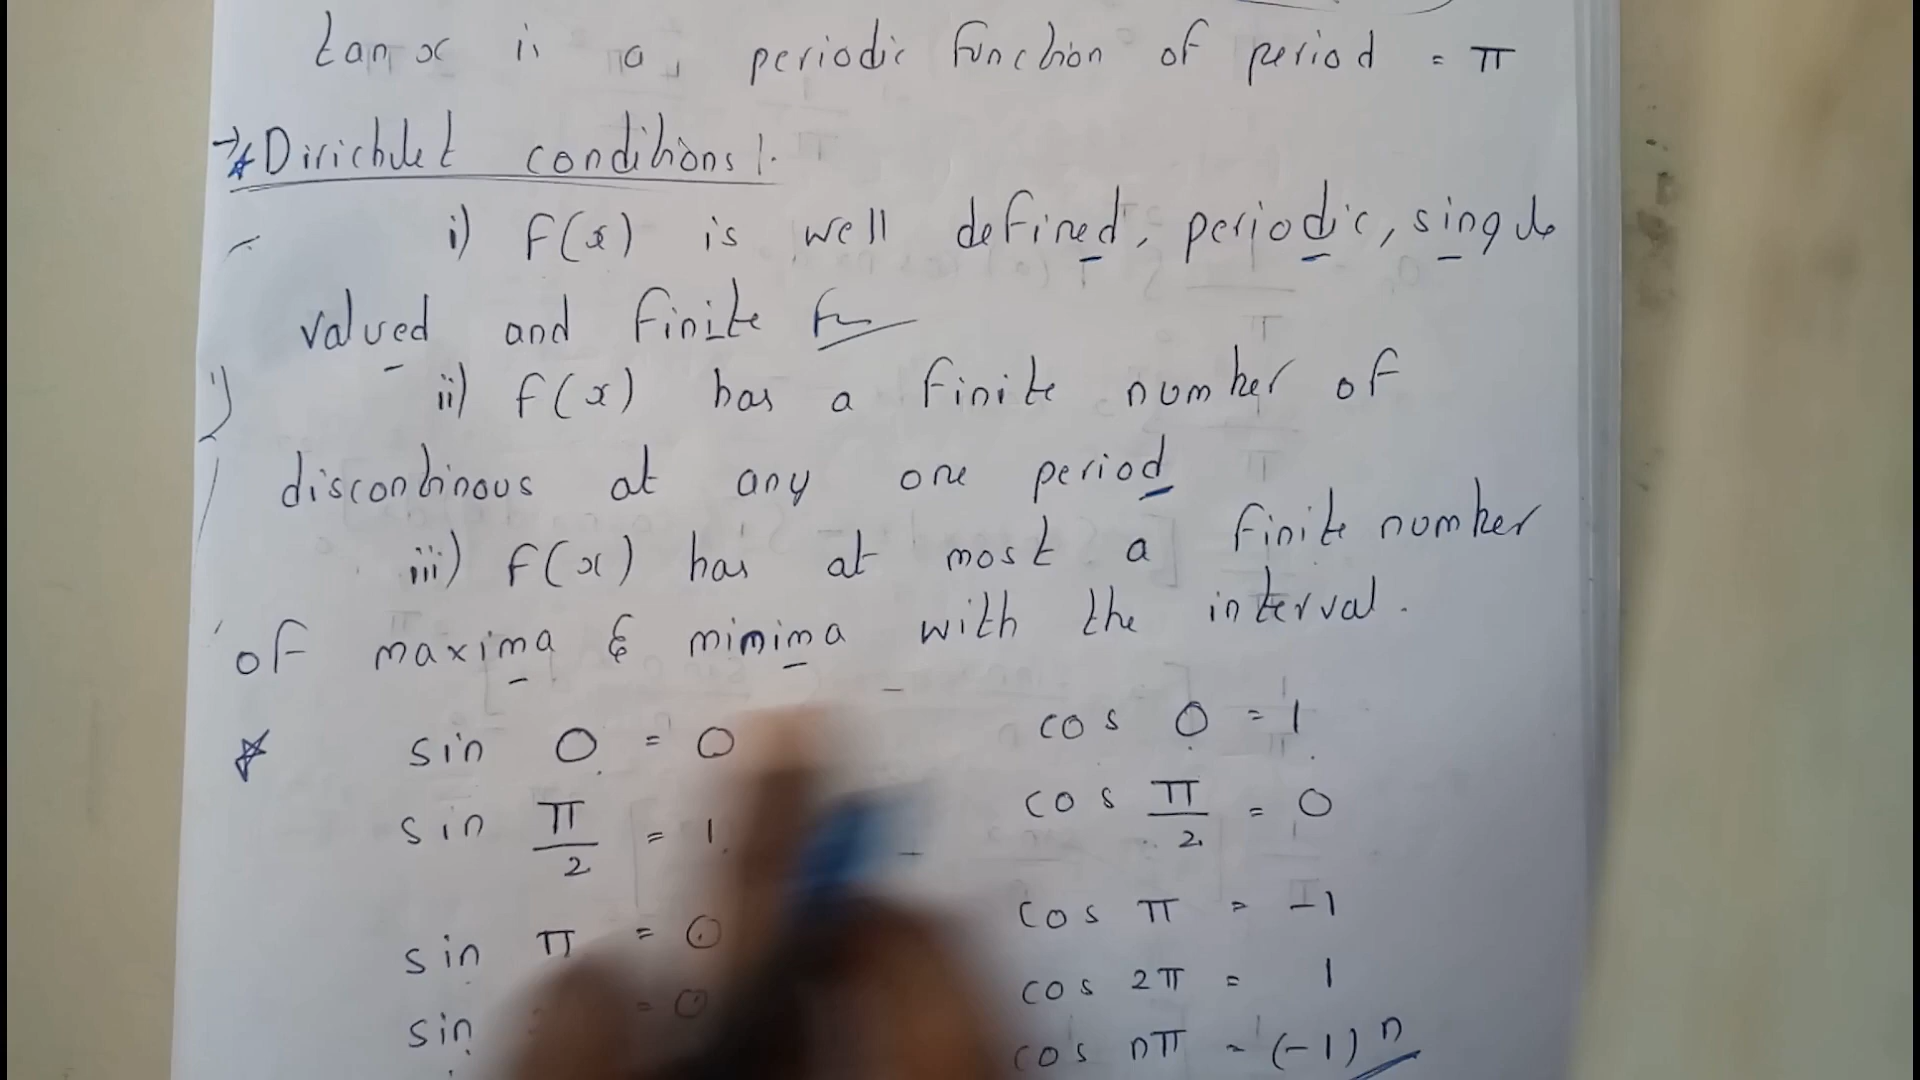 tan x is a periodic function of period = π
→ * Dirichlet conditions :-
i) f(x) is well defined, periodic, single
valued and finite fn
ii) f(x) has a finite number of
discontinous at any one period
iii) f(x) has at most a finite number
of maxima & minima with the interval.
☆ sin 0 = 0 cos 0 = 1
sin π/2 = 1 cos π/2 = 0
sin π = 0 cos π = -1
sin = 0 cos 2π = 1
cos nπ = (-1)ⁿ